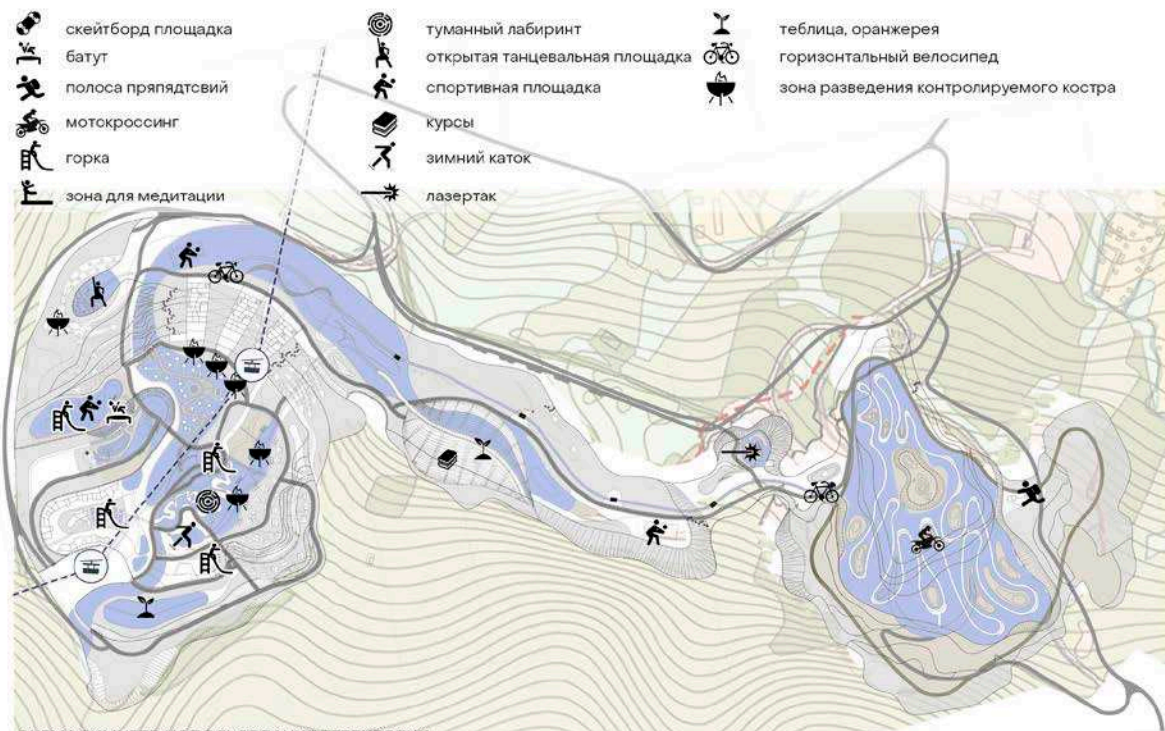 скейтборд площадка
батут
полоса пряпядтсвий
мотокроссинг
горка
зона для медитации
туманный лабиринт
открытая танцевальная площадка
спортивная площадка
курсы
зимний каток
лазертак
теблица, оранжерея
горизонтальный велосипед
зона разведения контролируемого костра